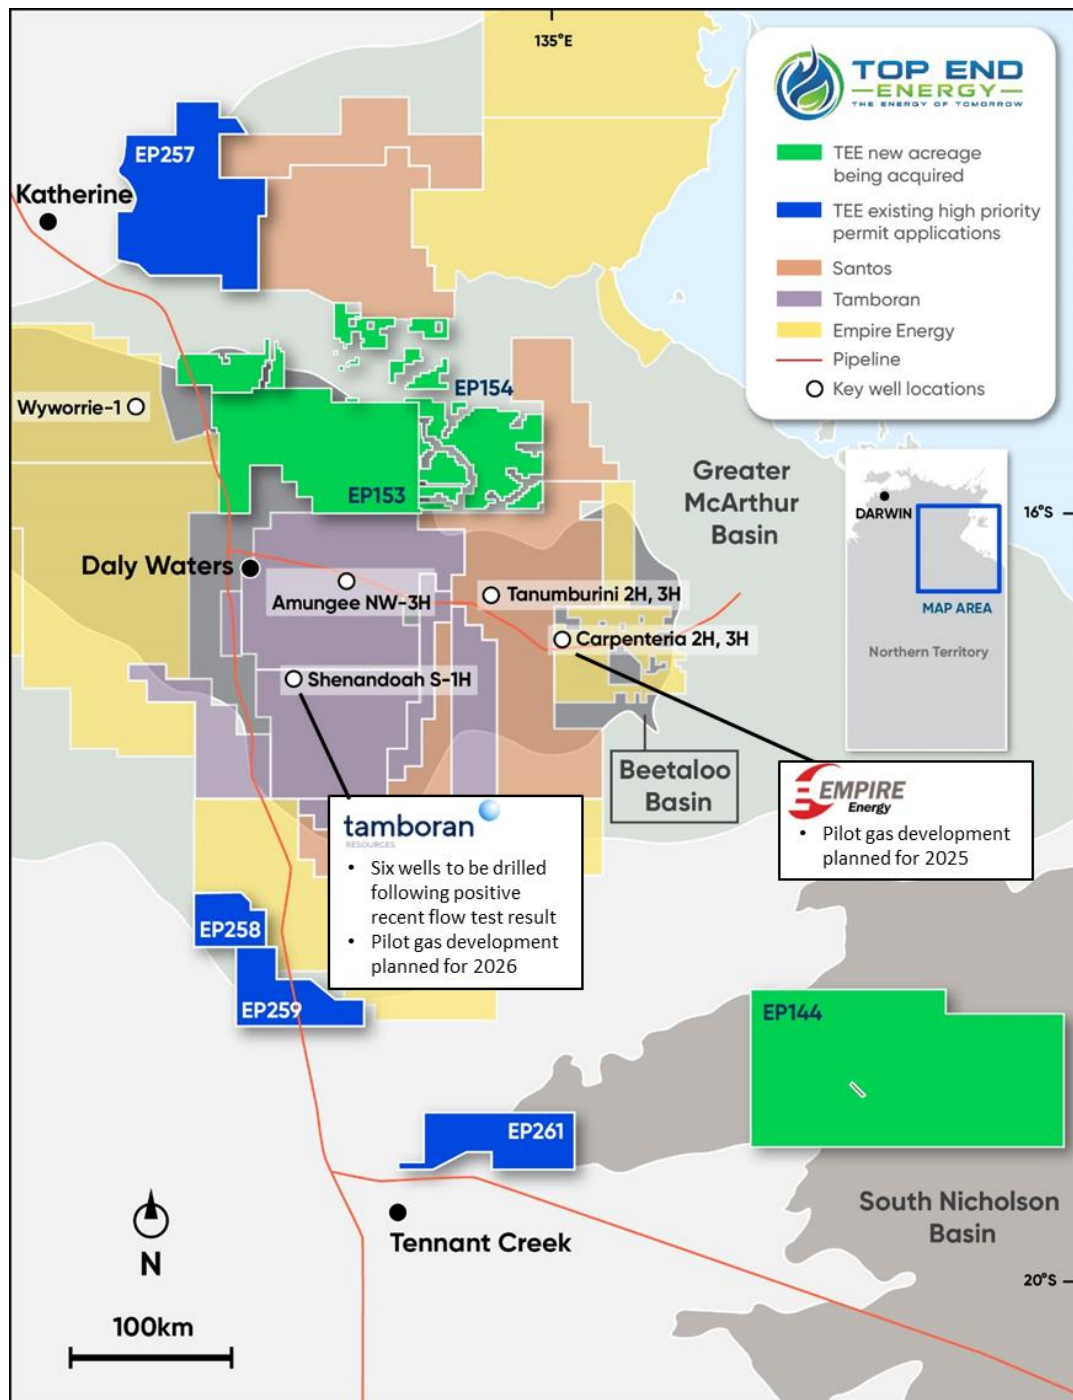 135°E
TOP END
ENERGY
THE ENERGY OF TOMORROW
TEE new acreage
being acquired
TEE existing high priority
permit applications
Santos
Tamboran
Empire Energy
Pipeline
Key well locations
EP257
Katherine
EP154
Wyworrie-1
EP153
Greater
McArthur
Basin
DARWIN
16°S
MAP AREA
Northern Territory
Daly Waters
Amungee NW-3H
Tanumburini 2H, 3H
Carpenteria 2H, 3H
Shenandoah S-1H
Beetaloo
Basin
EMPIRE
Energy
• Pilot gas development
planned for 2025
tamboran
RESOURCES
• Six wells to be drilled
following positive
recent flow test result
• Pilot gas development
planned for 2026
EP258
EP259
EP144
EP261
South Nicholson
Basin
Tennant Creek
N
20°S
100km